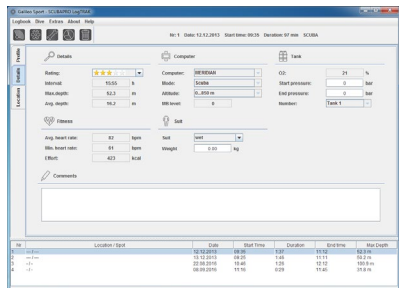 Galileo Sport - SCUBAPRO LogTRAK
Logbook Dive Extras About Help
Nr: 1 Date: 12.12.2013 Start time: 09:35 Duration: 97 min SCUBA
Profile
Details
Location
Details
Rating:
Interval: 15:55 h
Max.depth: 52.3 m
Avg. depth: 16.2 m
Computer
Computer: MERIDIAN
Mode: Scuba
Altitude: 0...850 m
MB level: 0
Tank
O2: 21 %
Start pressure: 0 bar
End pressure: 0 bar
Number: Tank 1
Fitness
Avg. heart rate: 82 bpm
Min. heart rate: 61 bpm
Effort: 423 kcal
Suit
Suit wet
Weight 0.00 kg
Comments
Nr Location / Spot Date Start Time Duration End time Max Depth
1 --- / --- 12.12.2013 09:35 1:37 11:12 52.3 m
2 --- / --- 13.12.2013 09:25 1:46 11:11 50.2 m
3 - / - 22.08.2016 10:46 1:26 12:12 100.9 m
4 - / - 08.09.2016 11:16 0:29 11:45 31.8 m